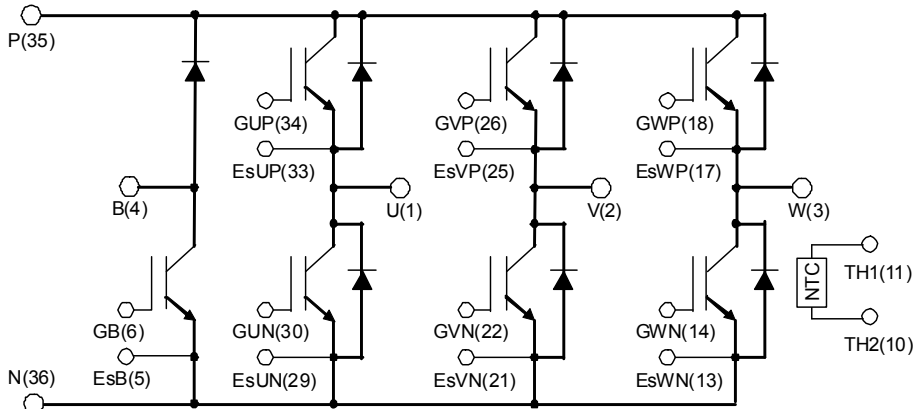 P(35)
GUP(34)
GVP(26)
GWP(18)
EsUP(33)
EsVP(25)
EsWP(17)
B(4)
U(1)
V(2)
W(3)
NTC
TH1(11)
GB(6)
GUN(30)
GVN(22)
GWN(14)
TH2(10)
N(36)
EsB(5)
EsUN(29)
EsVN(21)
EsWN(13)